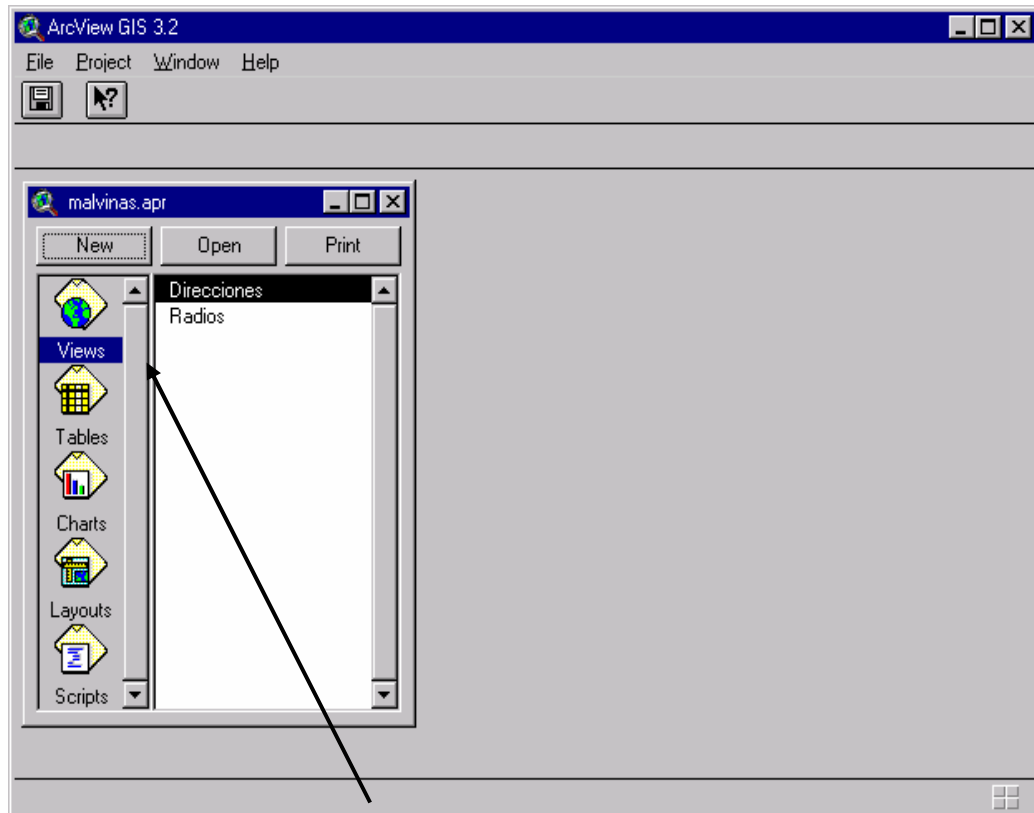 ArcView GIS 3.2
File Project Window Help
malvinas.apr
New Open Print
Direcciones
Radios
Views
Tables
Charts
Layouts
Scripts